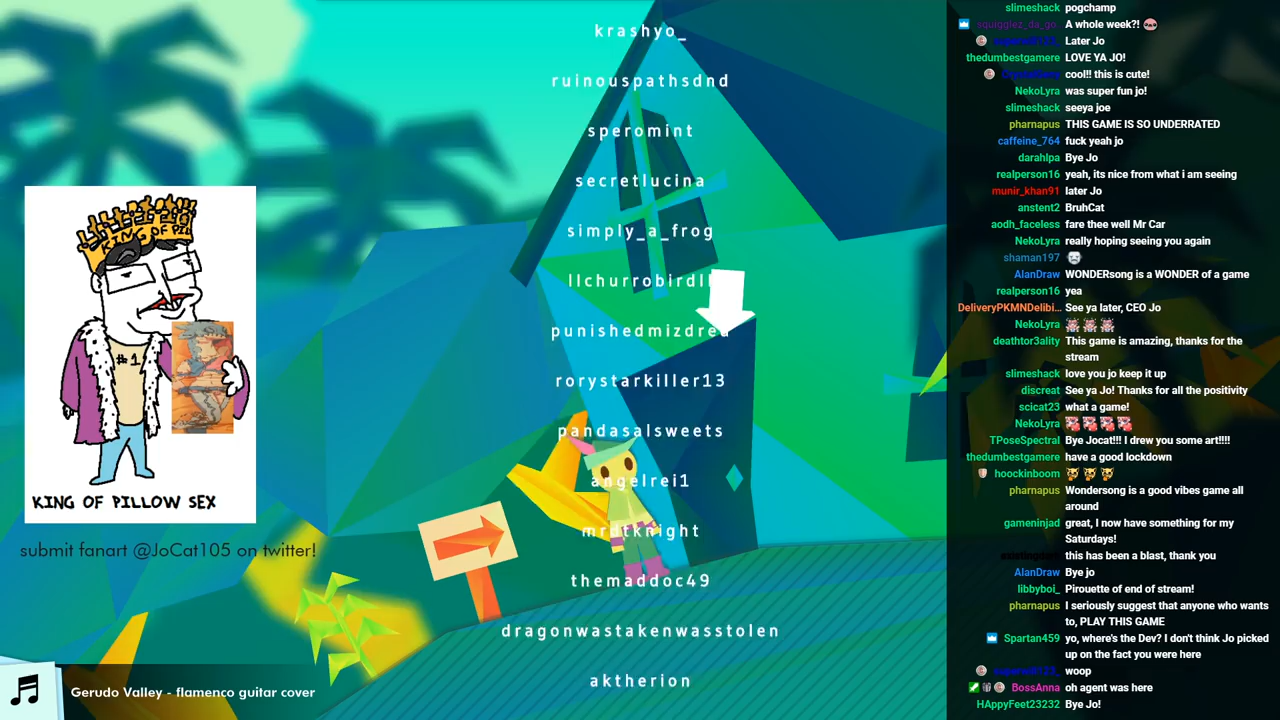 krashyo_
ruinouspathsdnd
speromint
secretlucina
simply_a_frog
llchurrobirdll
punishedmizdrea
rorystarkiller13
pandasalsweets
angelrei1
mrdtknight
themaddoc49
dragonwastakenwasstolen
aktherion
KING OF PIL
#1
KING OF PILLOW SEX
submit fanart @JoCat105 on twitter!
Gerudo Valley - flamenco guitar cover
slimeshack pogchamp
squigglez_da_go. A whole week?!
Later Jo
thedumbestgamere LOVE YA JO!
cool!! this is cute!
NekoLyra was super fun jo!
slimeshack seeya joe
pharnapus THIS GAME IS SO UNDERRATED
caffeine_764 fuck yeah jo
darahlpa Bye Jo
realperson16 yeah, its nice from what i am seeing
munir_khan91 later Jo
anstent2 BruhCat
aodh_faceless fare thee well Mr Car
NekoLyra really hoping seeing you again
shaman197
AlanDraw WONDERsong is a WONDER of a game
realperson16 yea
DeliveryPKMNDelibi... See ya later, CEO Jo
NekoLyra
deathtor3ality This game is amazing, thanks for the
stream
slimeshack love you jo keep it up
discreat See ya Jo! Thanks for all the positivity
scicat23 what a game!
NekoLyra
TPoseSpectral Bye Jocat!!! I drew you some art!!!!
thedumbestgamere have a good lockdown
hoockinboom
pharnapus Wondersong is a good vibes game all
around
gameninjad great, I now have something for my
Saturdays!
this has been a blast, thank you
AlanDraw Bye jo
libbyboi_ Pirouette of end of stream!
pharnapus I seriously suggest that anyone who wants
to, PLAY THIS GAME
Spartan459 yo, where's the Dev? I don't think Jo picked
up on the fact you were here
woop
BossAnna oh agent was here
HAppyFeet23232 Bye Jo!